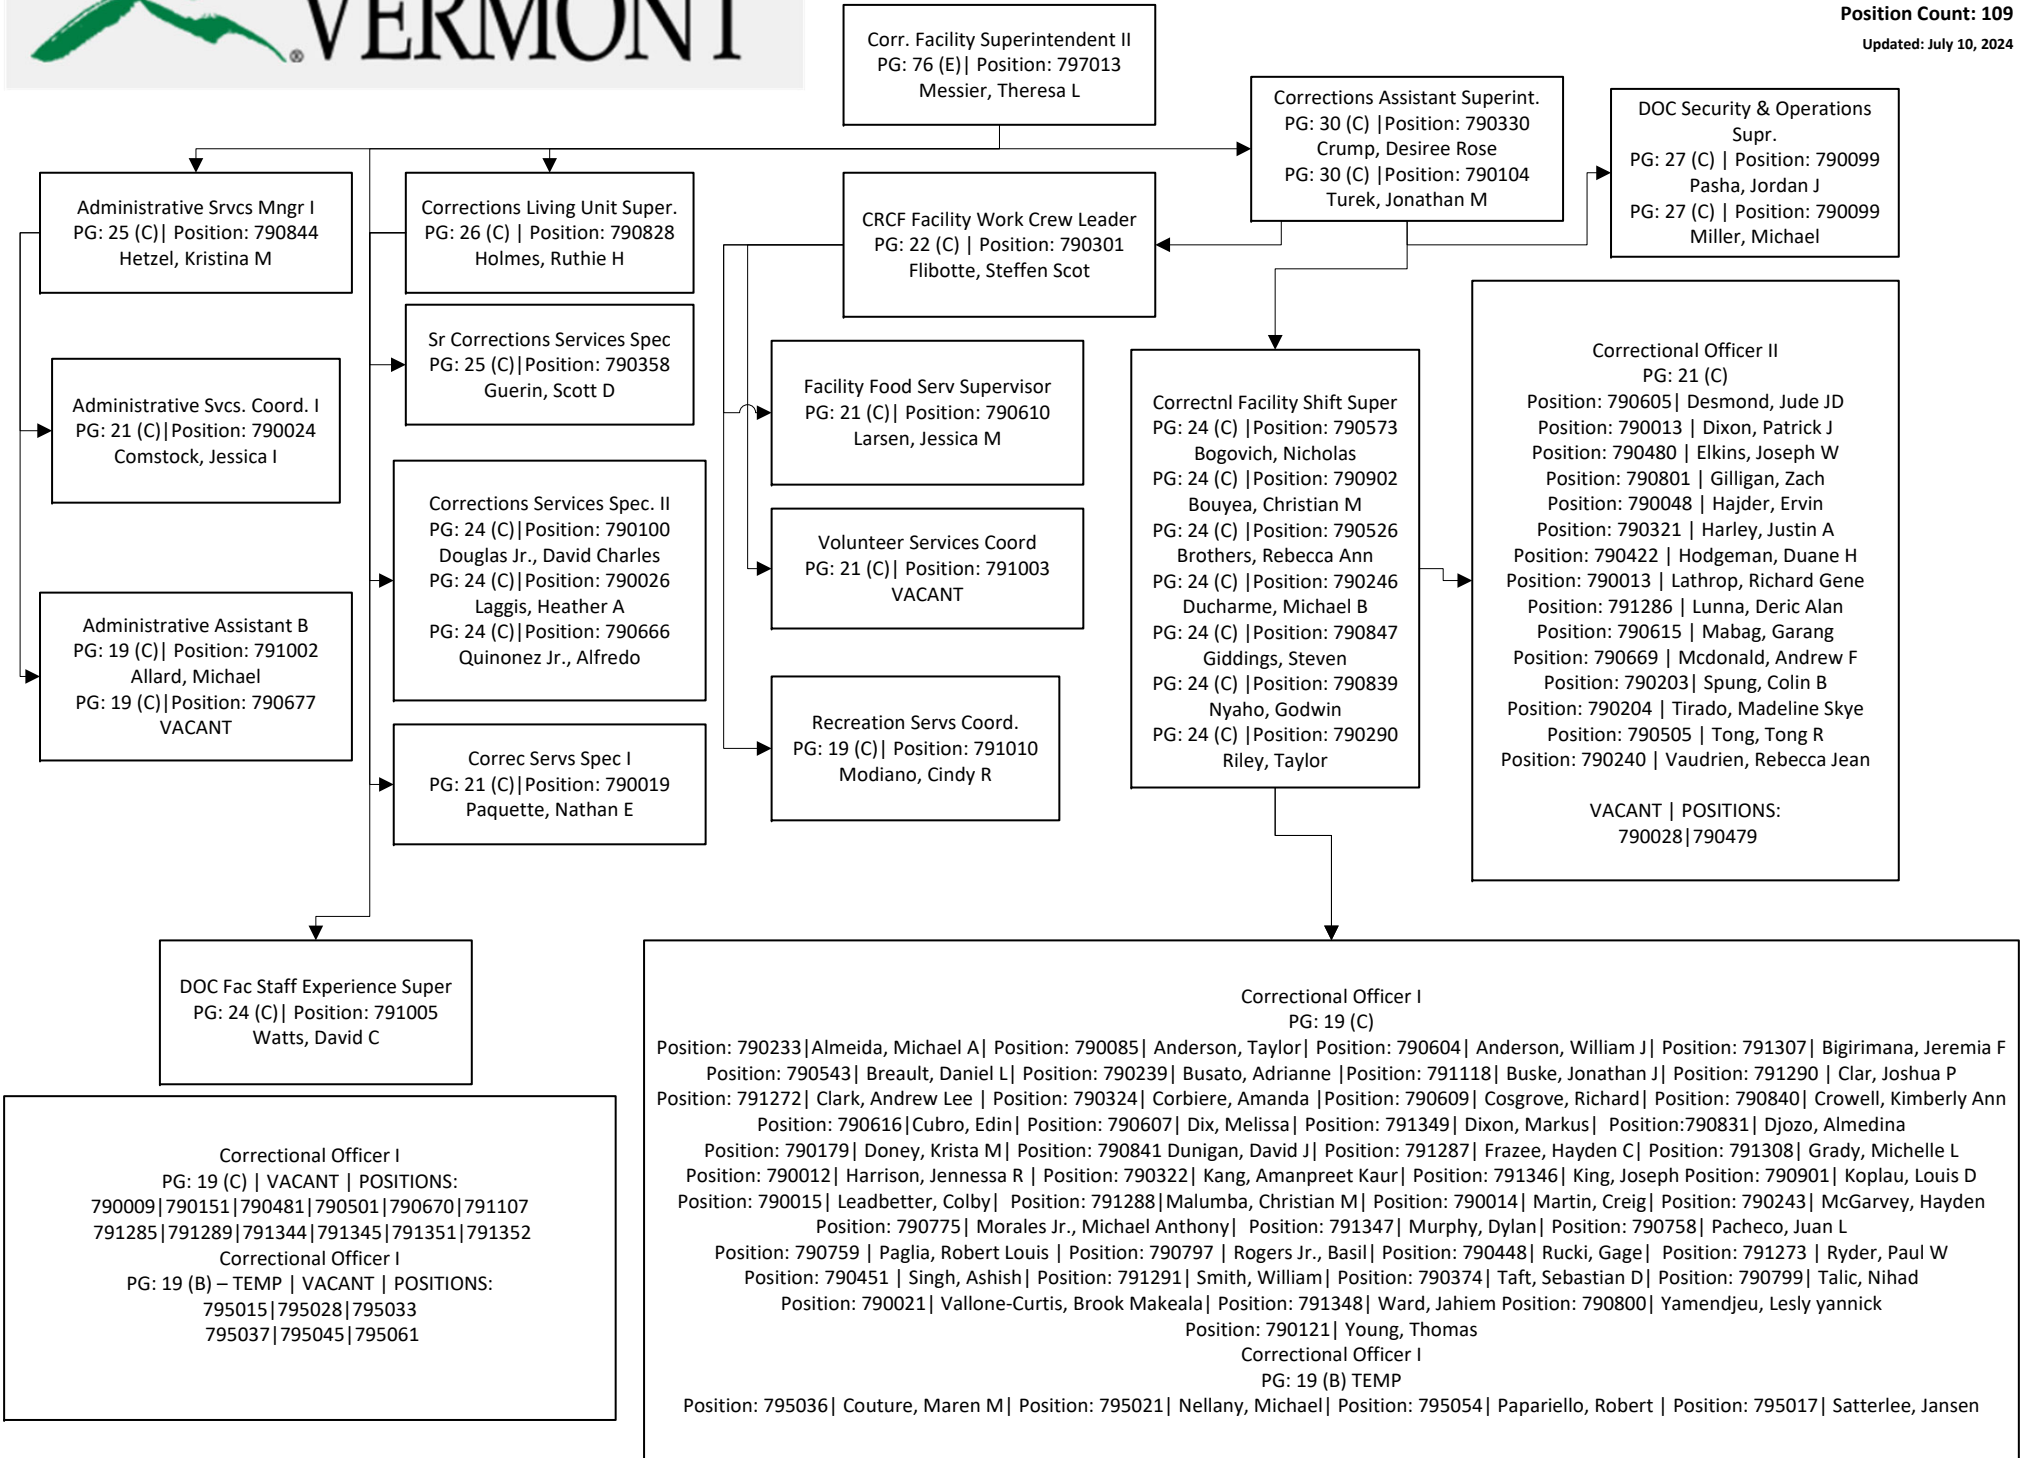 VERMONT
®
Position Count: 109
Updated: July 10, 2024
Corr. Facility Superintendent II
PG: 76 (E)| Position: 797013
Messier, Theresa L
Corrections Assistant Superint.
PG: 30 (C) |Position: 790330
Crump, Desiree Rose
PG: 30 (C) |Position: 790104
Turek, Jonathan M
DOC Security & Operations
Supr.
PG: 27 (C) | Position: 790099
Pasha, Jordan J
PG: 27 (C) | Position: 790099
Miller, Michael
Administrative Srvcs Mngr I
PG: 25 (C)| Position: 790844
Hetzel, Kristina M
Corrections Living Unit Super.
PG: 26 (C) | Position: 790828
Holmes, Ruthie H
CRCF Facility Work Crew Leader
PG: 22 (C) | Position: 790301
Flibotte, Steffen Scot
Sr Corrections Services Spec
PG: 25 (C)|Position: 790358
Guerin, Scott D
Administrative Svcs. Coord. I
PG: 21 (C)|Position: 790024
Comstock, Jessica I
Facility Food Serv Supervisor
PG: 21 (C)| Position: 790610
Larsen, Jessica M
Correctnl Facility Shift Super
PG: 24 (C) |Position: 790573
Bogovich, Nicholas
PG: 24 (C) |Position: 790902
Bouyea, Christian M
PG: 24 (C) |Position: 790526
Brothers, Rebecca Ann
PG: 24 (C) |Position: 790246
Ducharme, Michael B
PG: 24 (C) |Position: 790847
Giddings, Steven
PG: 24 (C) |Position: 790839
Nyaho, Godwin
PG: 24 (C) |Position: 790290
Riley, Taylor
Correctional Officer II
PG: 21 (C)
Position: 790605| Desmond, Jude JD
Position: 790013 | Dixon, Patrick J
Position: 790480 | Elkins, Joseph W
Position: 790801 | Gilligan, Zach
Position: 790048 | Hajder, Ervin
Position: 790321 | Harley, Justin A
Position: 790422 | Hodgeman, Duane H
Position: 790013 | Lathrop, Richard Gene
Position: 791286 | Lunna, Deric Alan
Position: 790615 | Mabag, Garang
Position: 790669 | Mcdonald, Andrew F
Position: 790203| Spung, Colin B
Position: 790204 | Tirado, Madeline Skye
Position: 790505 | Tong, Tong R
Position: 790240 | Vaudrien, Rebecca Jean
VACANT | POSITIONS:
790028|790479
Corrections Services Spec. II
PG: 24 (C)|Position: 790100
Douglas Jr., David Charles
PG: 24 (C)|Position: 790026
Laggis, Heather A
PG: 24 (C)|Position: 790666
Quinonez Jr., Alfredo
Volunteer Services Coord
PG: 21 (C)| Position: 791003
VACANT
Administrative Assistant B
PG: 19 (C)| Position: 791002
Allard, Michael
PG: 19 (C)|Position: 790677
VACANT
Recreation Servs Coord.
PG: 19 (C)| Position: 791010
Modiano, Cindy R
Correc Servs Spec I
PG: 21 (C)|Position: 790019
Paquette, Nathan E
DOC Fac Staff Experience Super
PG: 24 (C)| Position: 791005
Watts, David C
Correctional Officer I
PG: 19 (C) | VACANT | POSITIONS:
790009|790151|790481|790501|790670|791107
791285|791289|791344|791345|791351|791352
Correctional Officer I
PG: 19 (B) – TEMP | VACANT | POSITIONS:
795015|795028|795033
795037|795045|795061
Correctional Officer I
PG: 19 (C)
Position: 790233|Almeida, Michael A| Position: 790085| Anderson, Taylor| Position: 790604| Anderson, William J| Position: 791307| Bigirimana, Jeremia F
Position: 790543| Breault, Daniel L| Position: 790239| Busato, Adrianne |Position: 791118| Buske, Jonathan J| Position: 791290 | Clar, Joshua P
Position: 791272| Clark, Andrew Lee | Position: 790324| Corbiere, Amanda |Position: 790609| Cosgrove, Richard| Position: 790840| Crowell, Kimberly Ann
Position: 790616|Cubro, Edin| Position: 790607| Dix, Melissa| Position: 791349| Dixon, Markus| Position:790831| Djozo, Almedina
Position: 790179| Doney, Krista M| Position: 790841 Dunigan, David J| Position: 791287| Frazee, Hayden C| Position: 791308| Grady, Michelle L
Position: 790012| Harrison, Jennessa R | Position: 790322| Kang, Amanpreet Kaur| Position: 791346| King, Joseph Position: 790901| Koplau, Louis D
Position: 790015| Leadbetter, Colby| Position: 791288|Malumba, Christian M| Position: 790014| Martin, Creig| Position: 790243| McGarvey, Hayden
Position: 790775| Morales Jr., Michael Anthony| Position: 791347| Murphy, Dylan| Position: 790758| Pacheco, Juan L
Position: 790759 | Paglia, Robert Louis | Position: 790797 | Rogers Jr., Basil| Position: 790448| Rucki, Gage| Position: 791273 | Ryder, Paul W
Position: 790451 | Singh, Ashish| Position: 791291| Smith, William| Position: 790374| Taft, Sebastian D| Position: 790799| Talic, Nihad
Position: 790021| Vallone-Curtis, Brook Makeala| Position: 791348| Ward, Jahiem Position: 790800| Yamendjeu, Lesly yannick
Position: 790121| Young, Thomas
Correctional Officer I
PG: 19 (B) TEMP
Position: 795036| Couture, Maren M| Position: 795021| Nellany, Michael| Position: 795054| Papariello, Robert | Position: 795017| Satterlee, Jansen